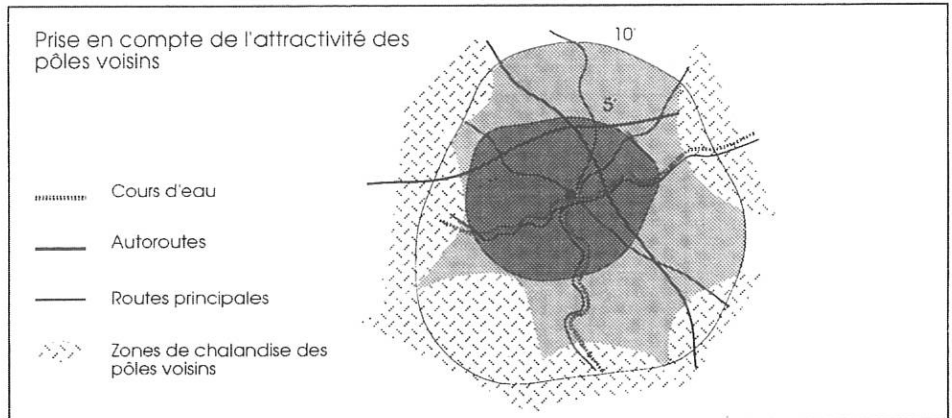 Prise en compte de l'attractivité des
pôles voisins
10'
5'
Cours d'eau
Autoroutes
Routes principales
Zones de chalandise des
pôles voisins